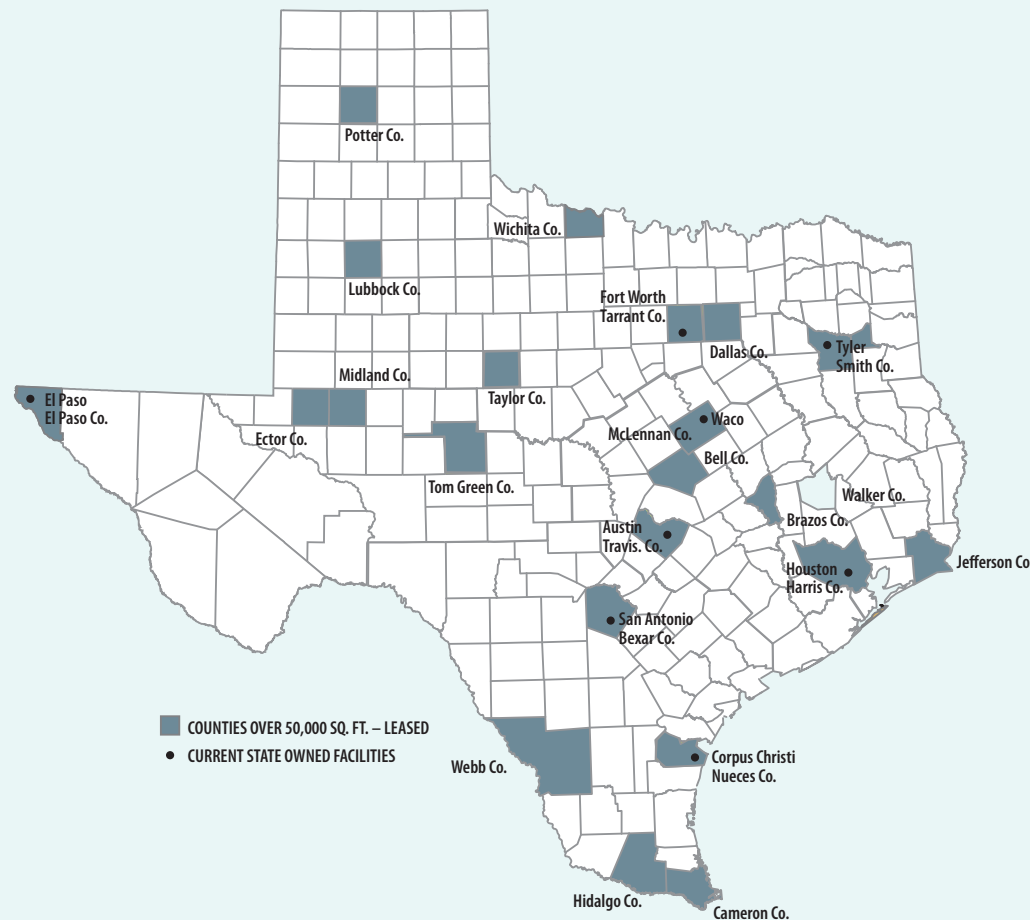 Potter Co.
Wichita Co.
Lubbock Co.
Fort Worth
Tarrant Co.
Dallas Co.
Tyler
Smith Co.
Midland Co.
Taylor Co.
El Paso
El Paso Co.
Ector Co.
Waco
McLennan Co.
Bell Co.
Tom Green Co.
Walker Co.
Brazos Co.
Austin
Travis. Co.
Jefferson Co
Houston
Harris Co.
San Antonio
Bexar Co.
COUNTIES OVER 50,000 SQ. FT. – LEASED
CURRENT STATE OWNED FACILITIES
Webb Co.
Corpus Christi
Nueces Co.
Hidalgo Co.
Cameron Co.